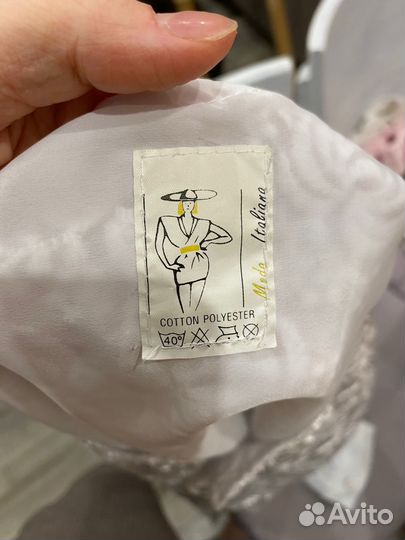 Moda Italiana
COTTON POLYESTER
40°
Avito